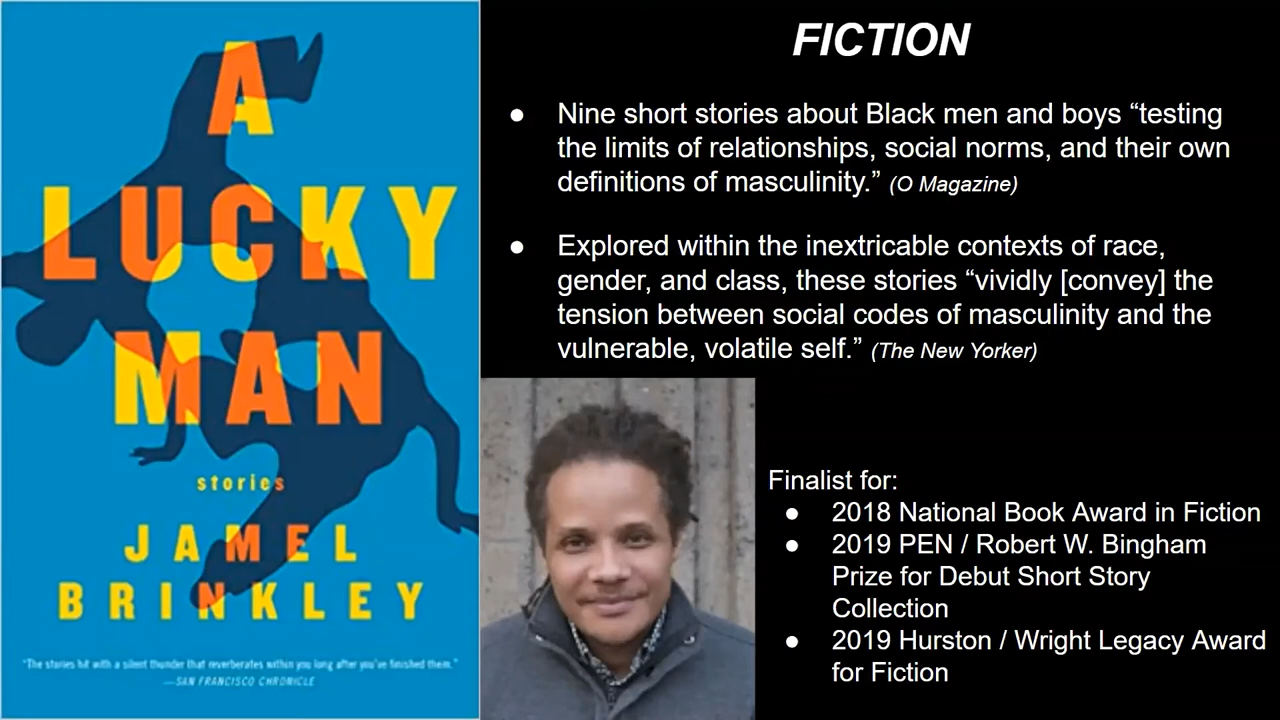 A
LUCKY
MAN
stories
JAMEL
BRINKLEY
"The stories hit with a silent thunder that reverberates within you long after you've finished them."
—SAN FRANCISCO CHRONICLE
FICTION
● Nine short stories about Black men and boys “testing
the limits of relationships, social norms, and their own
definitions of masculinity.” (O Magazine)
● Explored within the inextricable contexts of race,
gender, and class, these stories “vividly [convey] the
tension between social codes of masculinity and the
vulnerable, volatile self.” (The New Yorker)
Finalist for:
● 2018 National Book Award in Fiction
● 2019 PEN / Robert W. Bingham
Prize for Debut Short Story
Collection
● 2019 Hurston / Wright Legacy Award
for Fiction